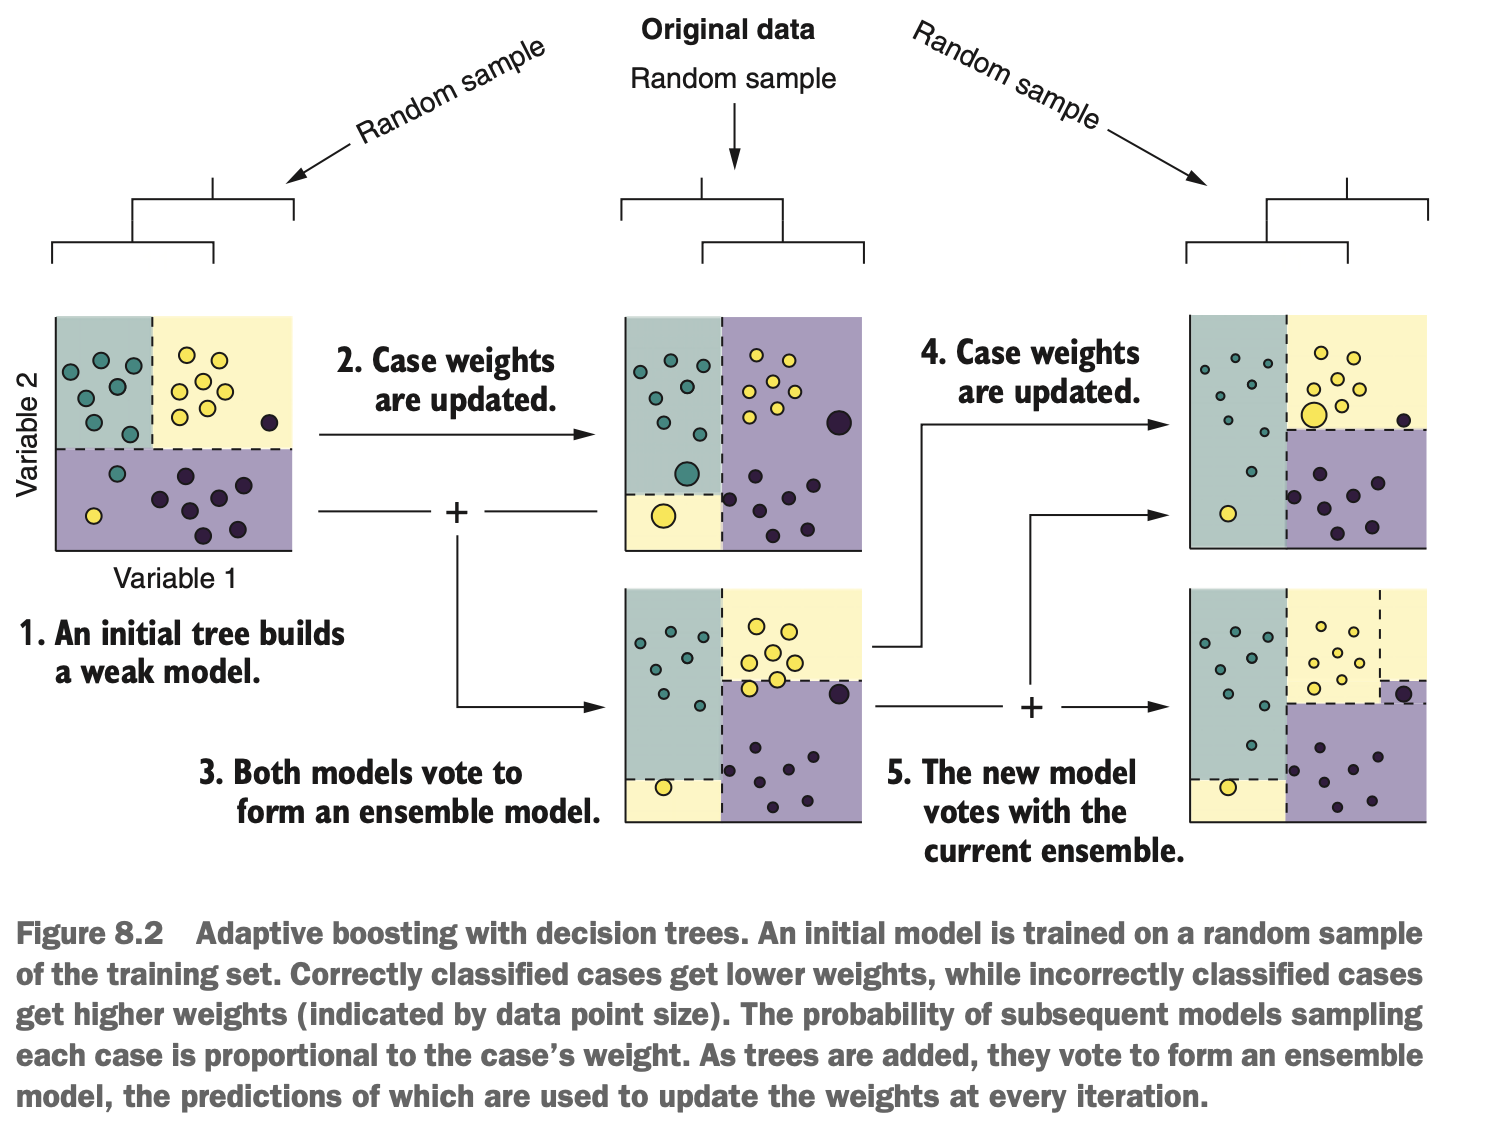 Original data
Random sample
Random sample
Random sample
Variable 2
Variable 1
2. Case weights
are updated.
4. Case weights
are updated.
+
1. An initial tree builds
a weak model.
+
3. Both models vote to
form an ensemble model.
5. The new model
votes with the
current ensemble.
Figure 8.2 Adaptive boosting with decision trees. An initial model is trained on a random sample
of the training set. Correctly classified cases get lower weights, while incorrectly classified cases
get higher weights (indicated by data point size). The probability of subsequent models sampling
each case is proportional to the case’s weight. As trees are added, they vote to form an ensemble
model, the predictions of which are used to update the weights at every iteration.